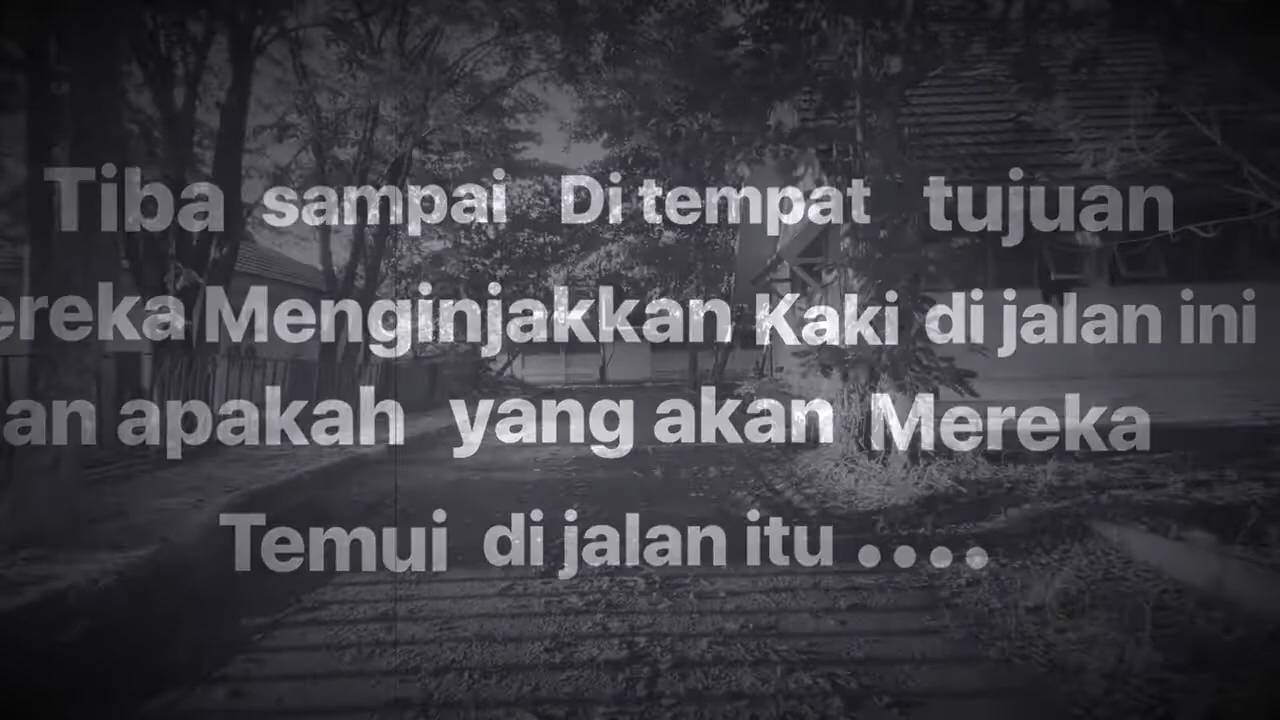 Tiba sampai Di tempat tujuan
ereka Menginjakkan Kaki di jalan ini
an apakah yang akan Mereka
Temui di jalan itu ....